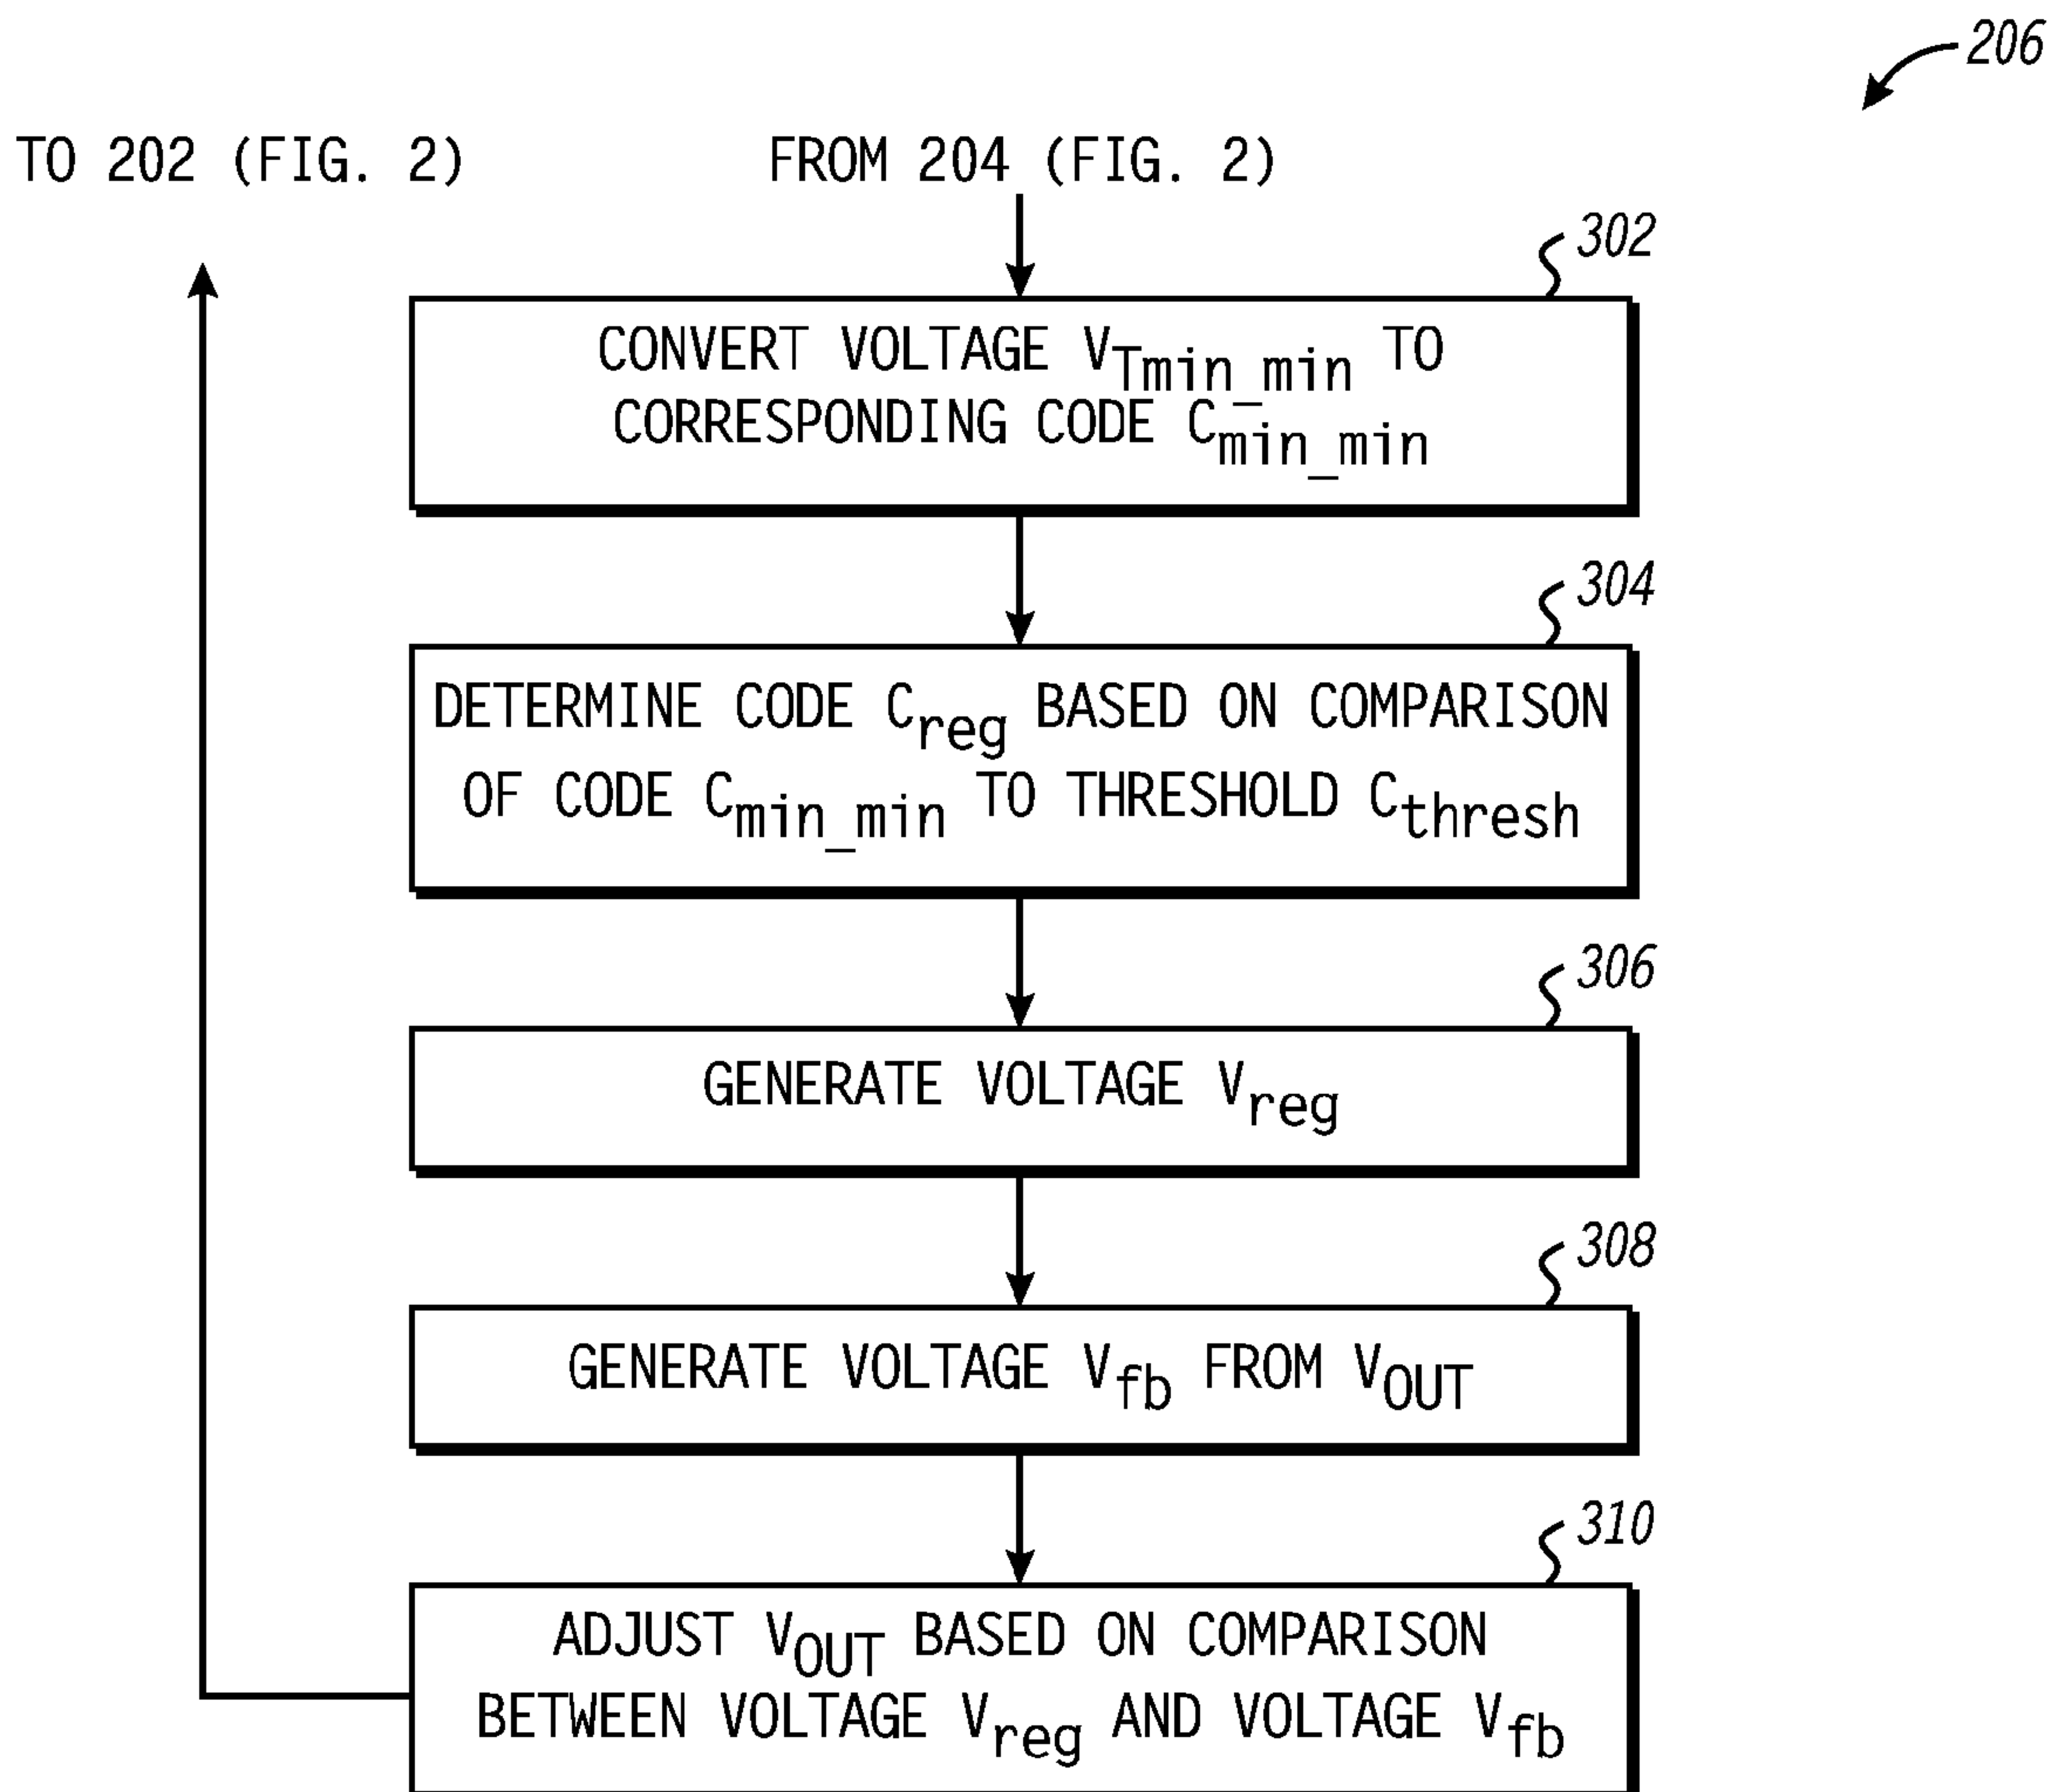 206
TO 202 (FIG. 2)
FROM 204 (FIG. 2)
302
CONVERT VOLTAGE VTmin_min TO
CORRESPONDING CODE Cmin_min
304
DETERMINE CODE Creg BASED ON COMPARISON
OF CODE Cmin_min TO THRESHOLD Cthresh
306
GENERATE VOLTAGE Vreg
308
GENERATE VOLTAGE Vfb FROM VOUT
310
ADJUST VOUT BASED ON COMPARISON
BETWEEN VOLTAGE Vreg AND VOLTAGE Vfb